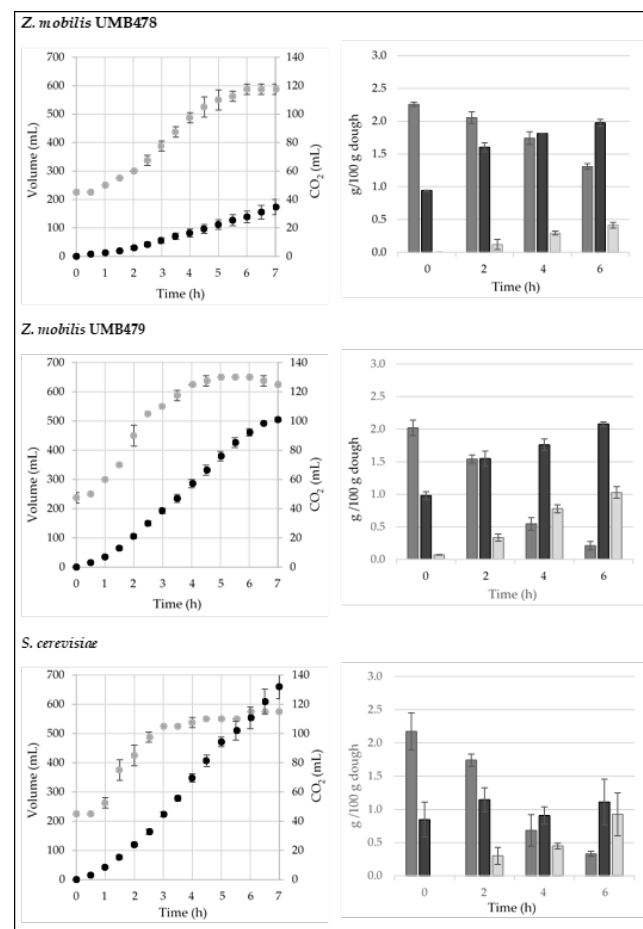 Z. mobilis UMB478
700
600
500
400
300
200
100
0
Volume (mL)
140
120
100
80
60
40
20
0
CO2 (mL)
0 1 2 3 4 5 6 7
Time (h)
3.0
2.5
2.0
1.5
1.0
0.5
0.0
g/100 g dough
0 2 4 6
Time (h)
Z. mobilis UMB479
700
600
500
400
300
200
100
0
Volume (mL)
140
120
100
80
60
40
20
0
CO2 (mL)
0 1 2 3 4 5 6 7
Time (h)
3.0
2.5
2.0
1.5
1.0
0.5
0.0
g /100 g dough
0 2 4 6
Time (h)
S. cerevisiae
700
600
500
400
300
200
100
0
Volume (mL)
140
120
100
80
60
40
20
0
CO2 (mL)
0 1 2 3 4 5 6 7
Time (h)
3.0
2.5
2.0
1.5
1.0
0.5
0.0
g /100 g dough
0 2 4 6
Time (h)